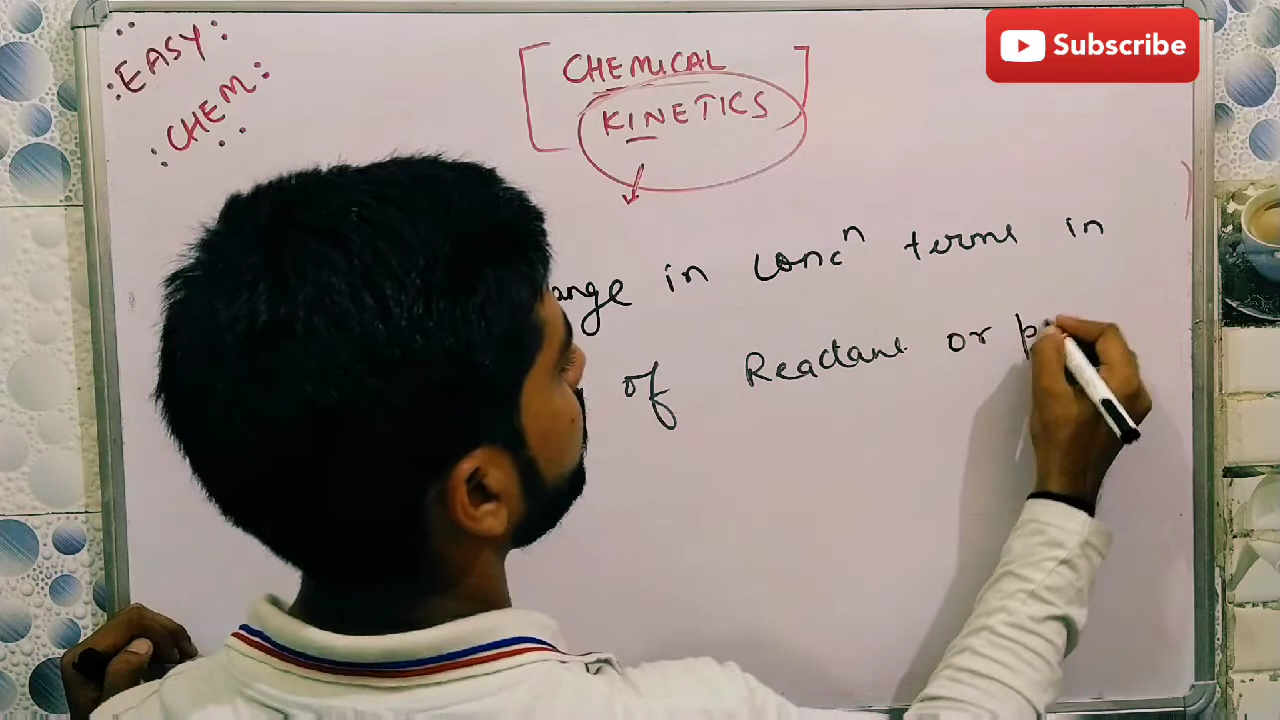 EASY
CHEM
CHEMICAL
KINETICS
Subscribe
ange in concⁿ terms in
of Reactant or p